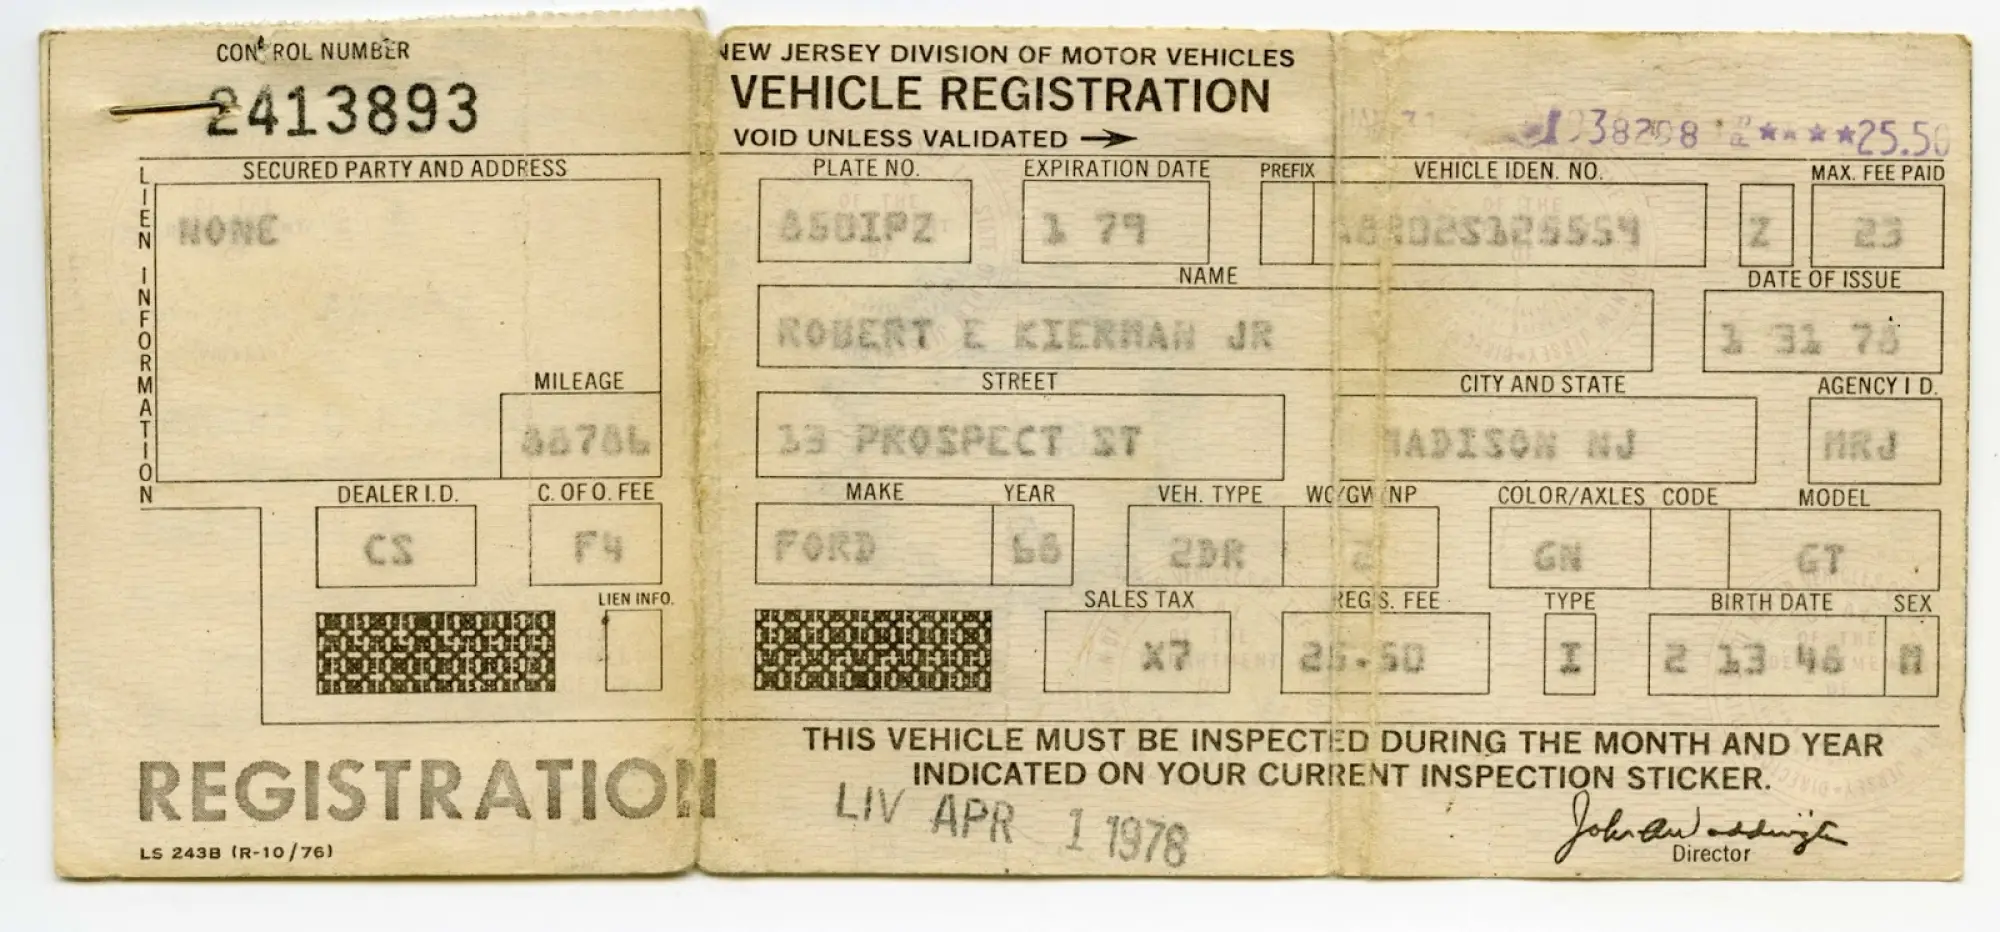 CONTROL NUMBER
2413893
NEW JERSEY DIVISION OF MOTOR VEHICLES
VEHICLE REGISTRATION
VOID UNLESS VALIDATED
25.50
LIEN INFORMATION
SECURED PARTY AND ADDRESS
NONE
MILEAGE
DEALER I.D. C. OF O. FEE
CS F4
LIEN INFO.
PLATE NO. EXPIRATION DATE PREFIX VEHICLE IDEN. NO. MAX. FEE PAID
850IPZ 1 79 Z 23
NAME DATE OF ISSUE
ROBERT E KIERNAN JR 1 31 78
STREET CITY AND STATE AGENCY I D.
13 PROSPECT ST MADISON NJ MRJ
MAKE YEAR VEH. TYPE WC/GW/NP COLOR/AXLES CODE MODEL
FORD 68 2DR 2 GN GT
SALES TAX REGIS. FEE TYPE BIRTH DATE SEX
X7 25.50 I 2 13 48 M
THIS VEHICLE MUST BE INSPECTED DURING THE MONTH AND YEAR
INDICATED ON YOUR CURRENT INSPECTION STICKER.
REGISTRATION
LIV APR 1 1978
LS 243B (R-10/76)
Director